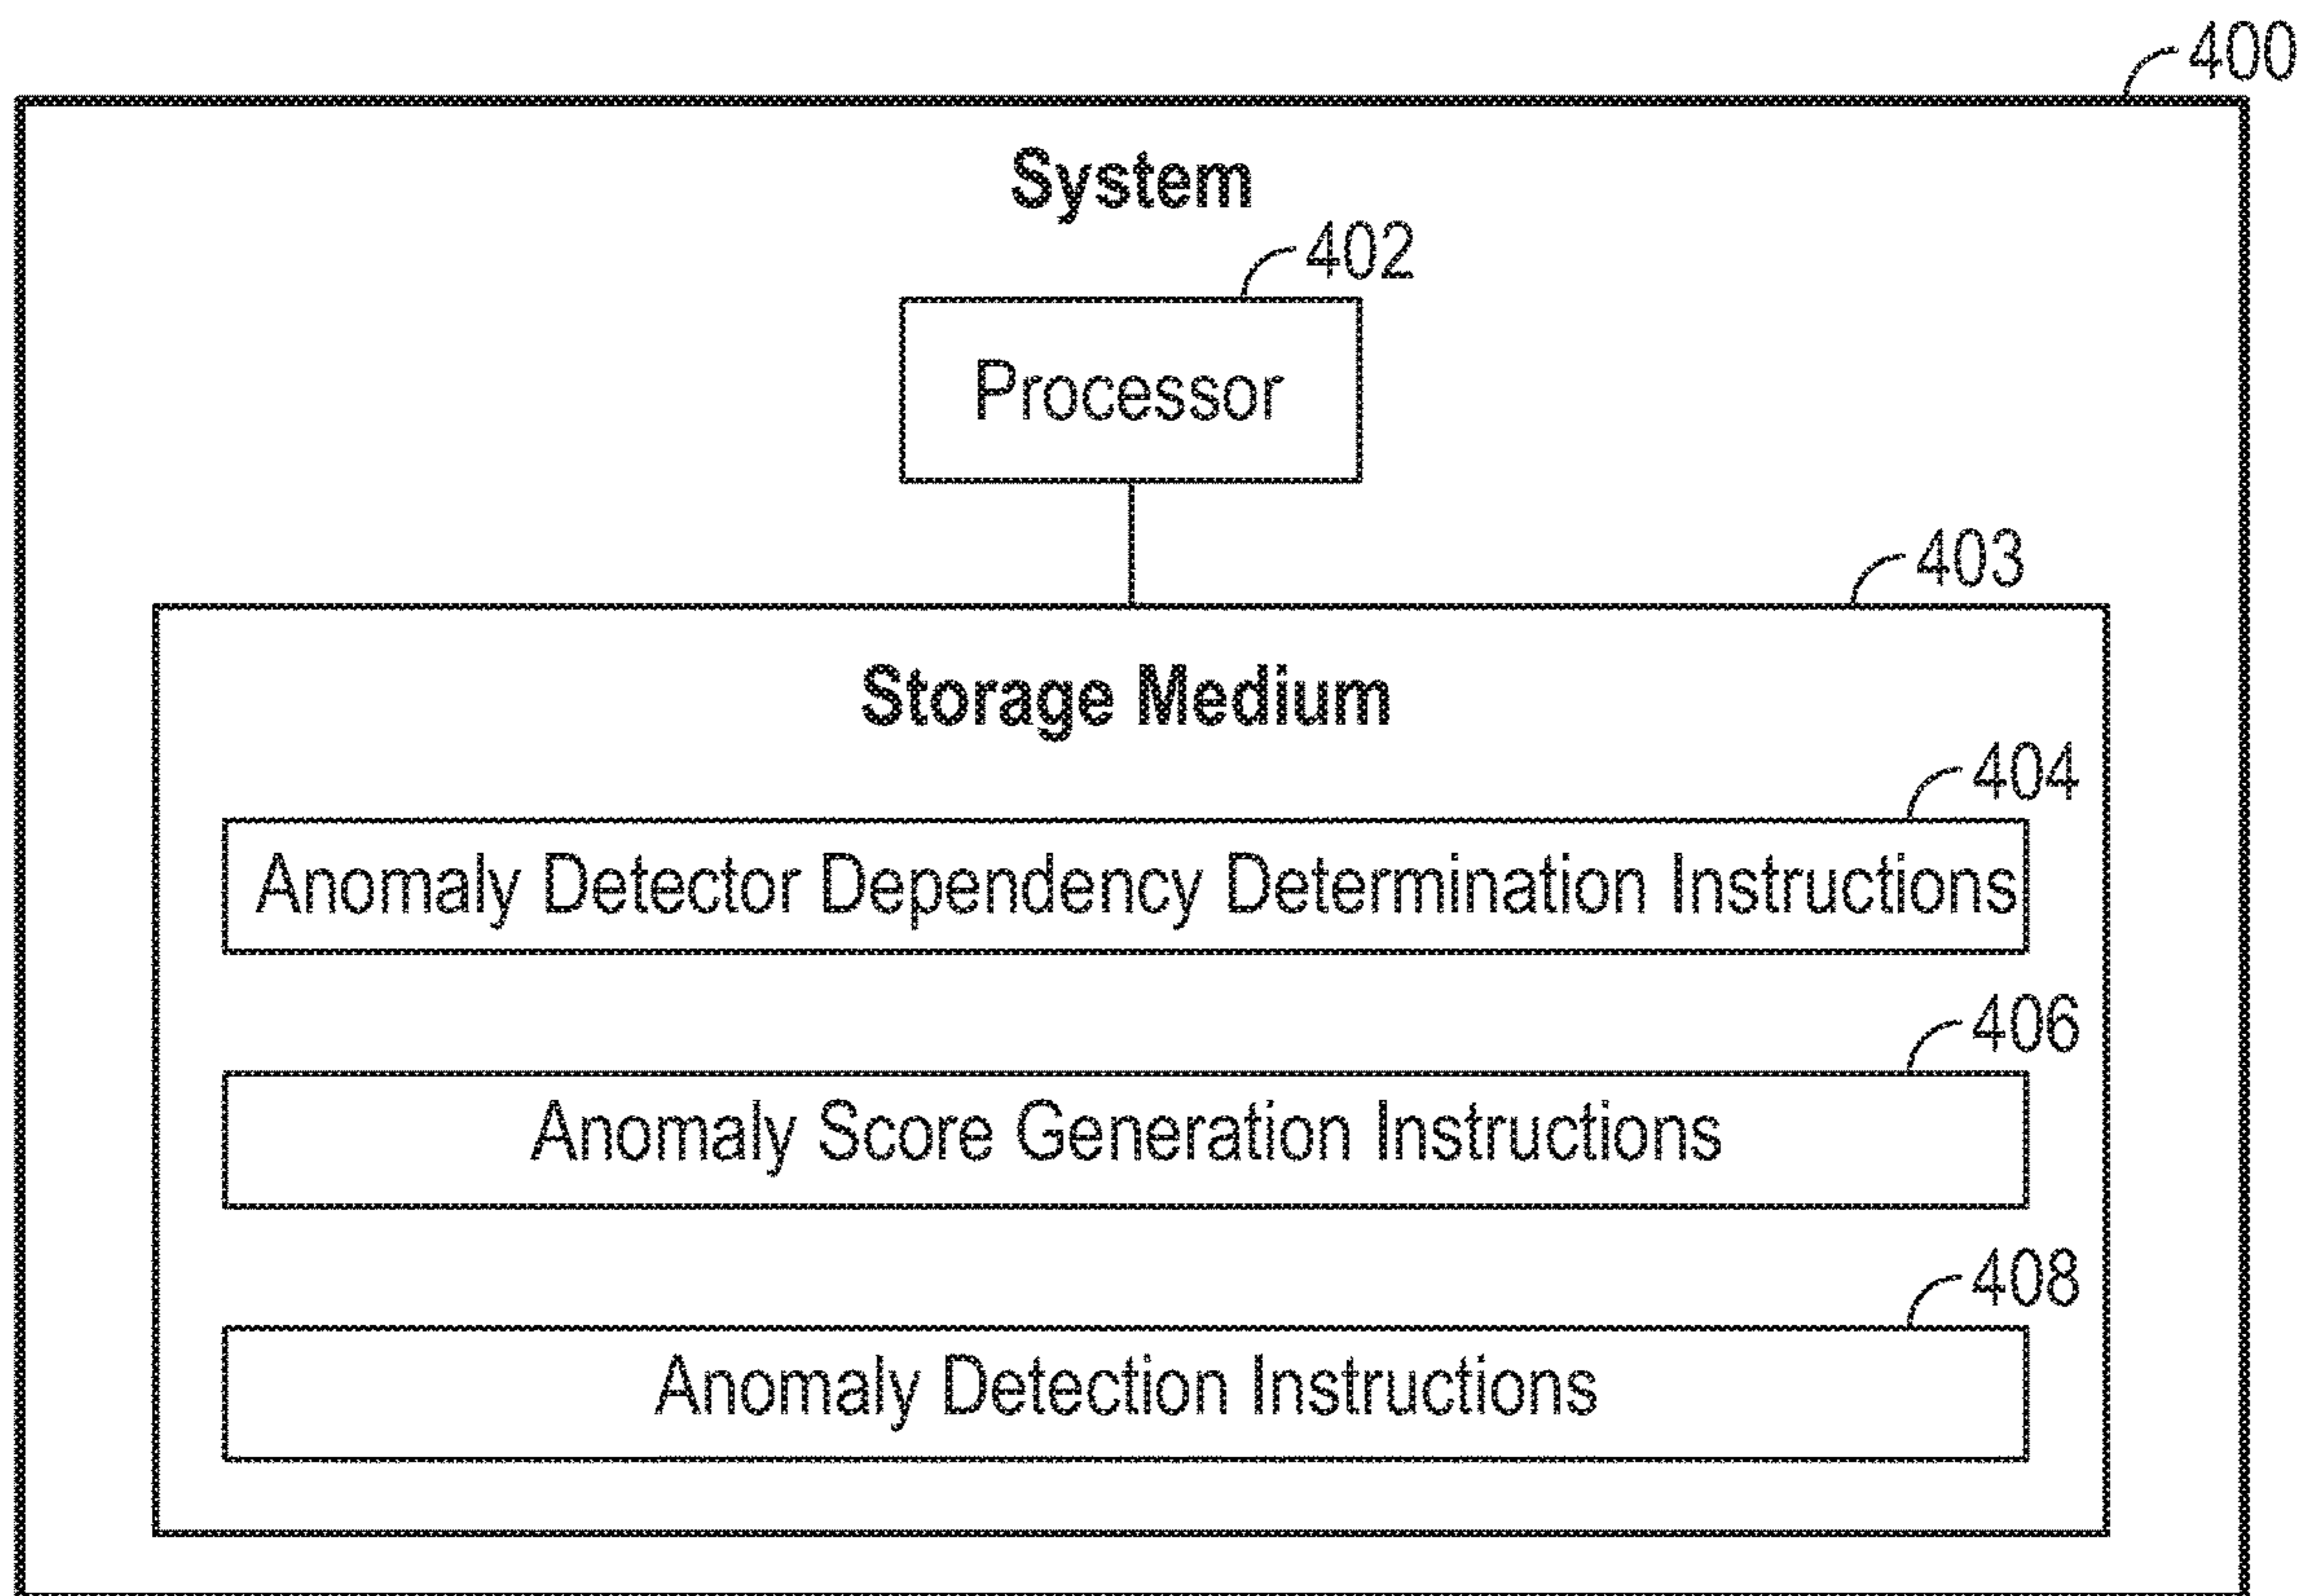 400
System
402
Processor
403
Storage Medium
404
Anomaly Detector Dependency Determination Instructions
406
Anomaly Score Generation Instructions
408
Anomaly Detection Instructions